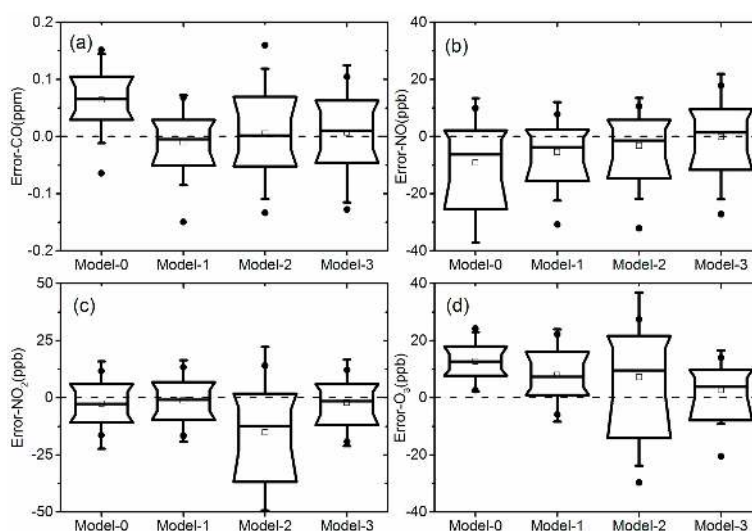 (a)
Error-CO(ppm)
0.2
0.1
0.0
-0.1
-0.2
Model-0 Model-1 Model-2 Model-3
(b)
Error-NO(ppb)
40
20
0
-20
-40
Model-0 Model-1 Model-2 Model-3
(c)
Error-NO₂(ppb)
50
25
0
-25
-50
Model-0 Model-1 Model-2 Model-3
(d)
Error-O₃(ppb)
40
20
0
-20
-40
Model-0 Model-1 Model-2 Model-3